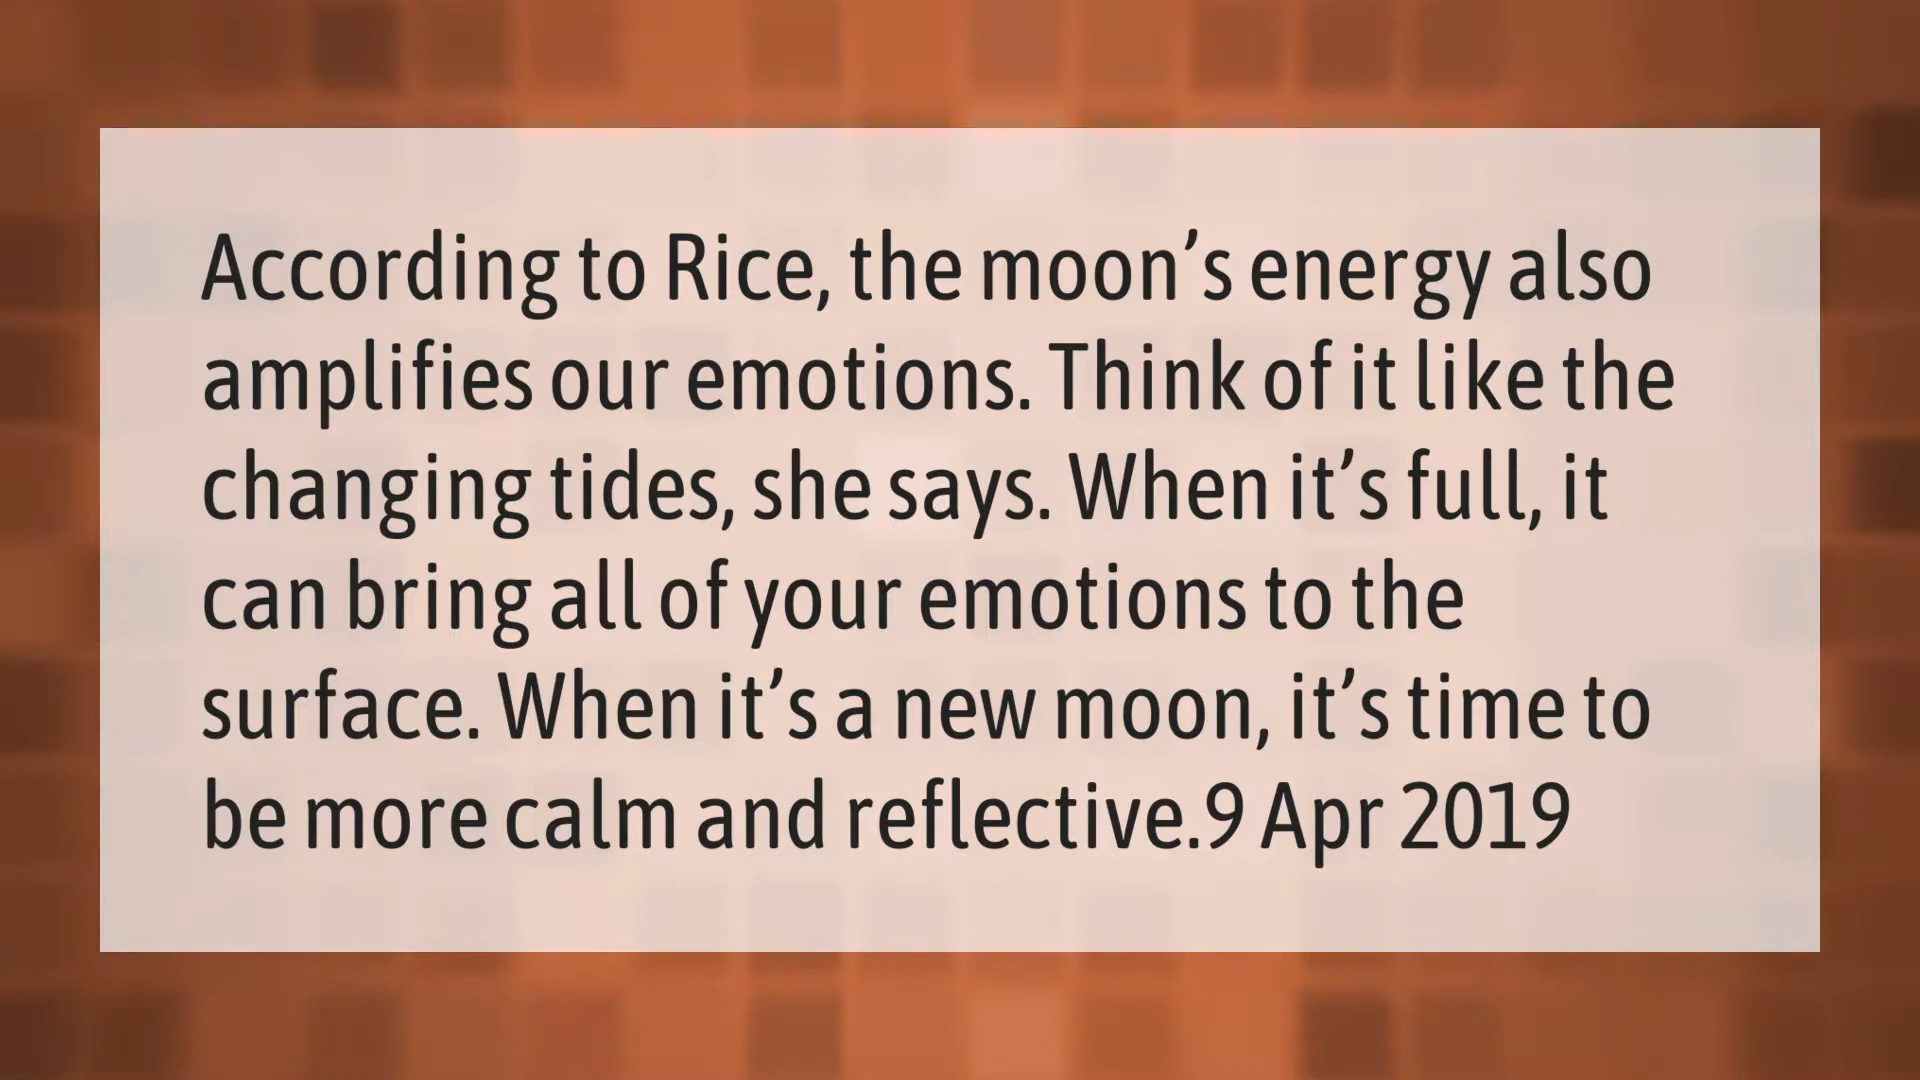 According to Rice, the moon’s energy also
amplifies our emotions. Think of it like the
changing tides, she says. When it’s full, it
can bring all of your emotions to the
surface. When it’s a new moon, it’s time to
be more calm and reflective.9 Apr 2019